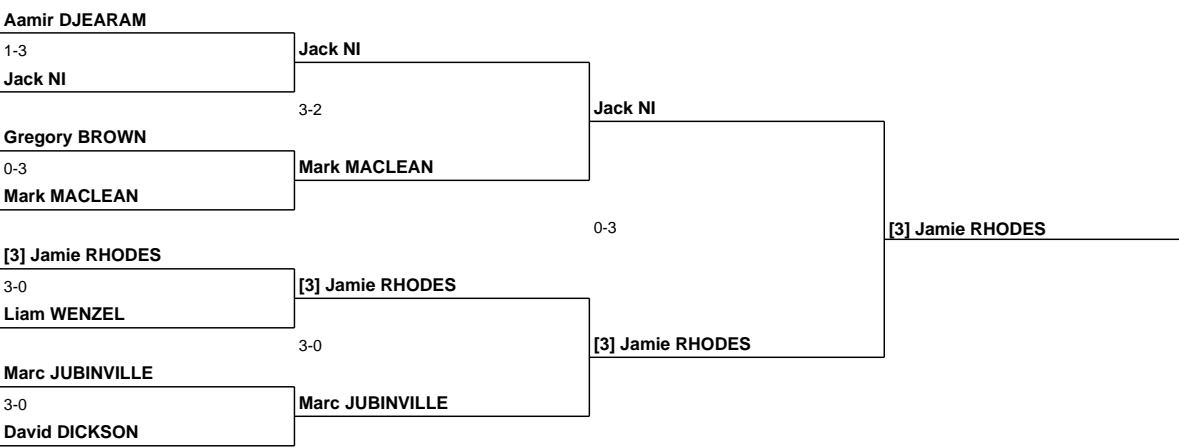 Aamir DJEARAM
1-3
Jack NI
Jack NI
3-2
Jack NI
Gregory BROWN
0-3
Mark MACLEAN
Mark MACLEAN
0-3
[3] Jamie RHODES
[3] Jamie RHODES
3-0
[3] Jamie RHODES
Liam WENZEL
3-0
[3] Jamie RHODES
Marc JUBINVILLE
3-0
Marc JUBINVILLE
David DICKSON